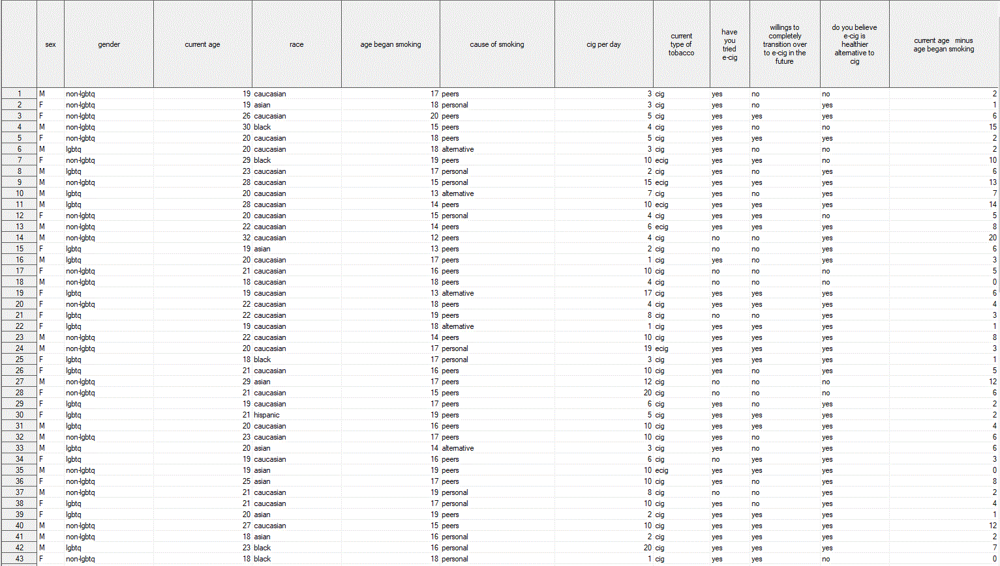 sex gender current age race age began smoking cause of smoking cig per day current type of tobacco have you tried e-cig willings to completely transition over to e-cig in the future do you believe e-cig is healthier alternative to cig current age minus age began smoking
1 M non-lgbtq 19 caucasian 17 peers 3 cig yes no no 2
2 F non-lgbtq 19 asian 18 personal 3 cig yes no yes 1
3 F non-lgbtq 26 caucasian 20 peers 5 cig yes yes yes 6
4 M non-lgbtq 30 black 15 peers 4 cig yes no no 15
5 F non-lgbtq 20 caucasian 18 peers 5 cig yes yes yes 2
6 M lgbtq 20 caucasian 18 alternative 3 cig yes no no 2
7 F non-lgbtq 29 black 19 peers 10 ecig yes yes no 10
8 M lgbtq 23 caucasian 17 personal 2 cig yes no yes 6
9 M non-lgbtq 28 caucasian 15 personal 15 ecig yes yes yes 13
10 M lgbtq 20 caucasian 13 alternative 7 cig yes no yes 7
11 M lgbtq 28 caucasian 14 peers 10 ecig yes yes yes 14
12 F non-lgbtq 20 caucasian 15 personal 4 cig yes yes no 5
13 M non-lgbtq 22 caucasian 14 peers 6 ecig yes yes yes 8
14 M non-lgbtq 32 caucasian 12 peers 4 cig no no yes 20
15 F lgbtq 19 asian 13 peers 2 cig no no yes 6
16 M lgbtq 20 caucasian 17 peers 1 cig yes no yes 3
17 F non-lgbtq 21 caucasian 16 peers 10 cig no no no 5
18 M non-lgbtq 18 caucasian 18 peers 4 cig no no no 0
19 F lgbtq 19 caucasian 13 alternative 17 cig yes yes yes 6
20 F non-lgbtq 22 caucasian 18 peers 4 cig yes yes yes 4
21 F lgbtq 22 caucasian 19 peers 8 cig no no yes 3
22 F lgbtq 19 caucasian 18 alternative 1 cig yes yes yes 1
23 M non-lgbtq 22 caucasian 14 peers 10 cig yes yes yes 8
24 M non-lgbtq 20 caucasian 17 personal 19 ecig yes yes yes 3
25 F lgbtq 18 black 17 personal 3 cig yes yes yes 1
26 F lgbtq 21 caucasian 16 peers 10 cig yes no yes 5
27 M non-lgbtq 29 asian 17 peers 12 cig no no no 12
28 F non-lgbtq 21 caucasian 15 peers 20 cig no no no 6
29 F lgbtq 19 caucasian 17 peers 6 cig yes no yes 2
30 F lgbtq 21 hispanic 19 peers 5 cig yes yes yes 2
31 M lgbtq 20 caucasian 16 peers 10 cig yes yes yes 4
32 M non-lgbtq 23 caucasian 17 peers 10 cig yes no yes 6
33 M lgbtq 20 asian 14 alternative 3 cig yes no yes 6
34 F lgbtq 19 caucasian 16 peers 6 cig no yes yes 3
35 M non-lgbtq 19 asian 19 peers 10 ecig yes yes yes 0
36 F non-lgbtq 25 asian 17 peers 10 cig yes no yes 8
37 M non-lgbtq 21 caucasian 19 personal 8 cig no no yes 2
38 F lgbtq 21 caucasian 17 personal 10 cig yes no yes 4
39 F lgbtq 20 asian 19 peers 2 cig yes yes yes 1
40 M non-lgbtq 27 caucasian 15 peers 10 cig yes yes yes 12
41 M non-lgbtq 18 asian 16 personal 2 cig yes yes yes 2
42 M lgbtq 23 black 16 personal 20 cig yes yes yes 7
43 F non-lgbtq 18 black 18 personal 1 cig yes yes no 0